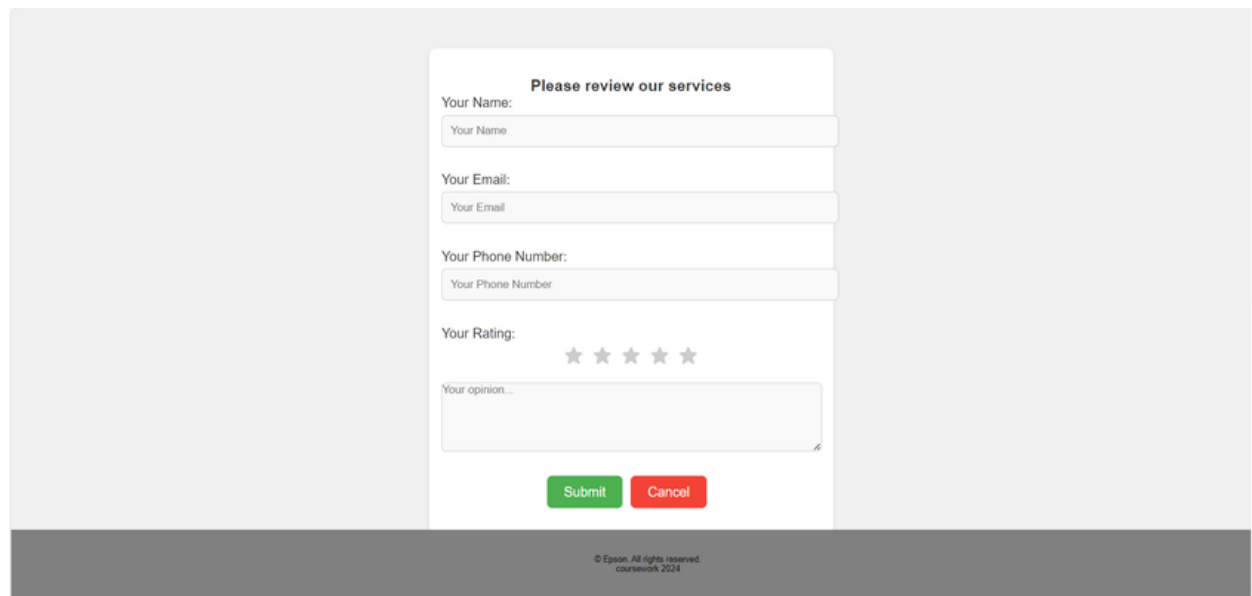 Please review our services
Your Name:
Your Name
Your Email:
Your Email
Your Phone Number:
Your Phone Number
Your Rating:
Your opinion...
Submit Cancel
© Epson. All rights reserved.
coursework 2024